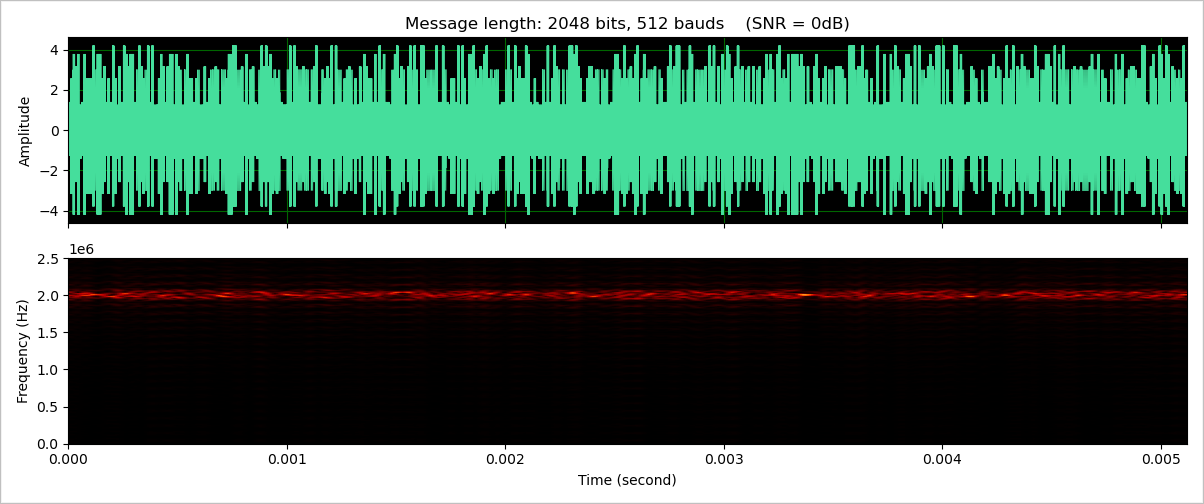 Message length: 2048 bits, 512 bauds    (SNR = 0dB)
Amplitude
4
2
0
−2
−4
1e6
Frequency (Hz)
2.5
2.0
1.5
1.0
0.5
0.0
0.000 0.001 0.002 0.003 0.004 0.005
Time (second)